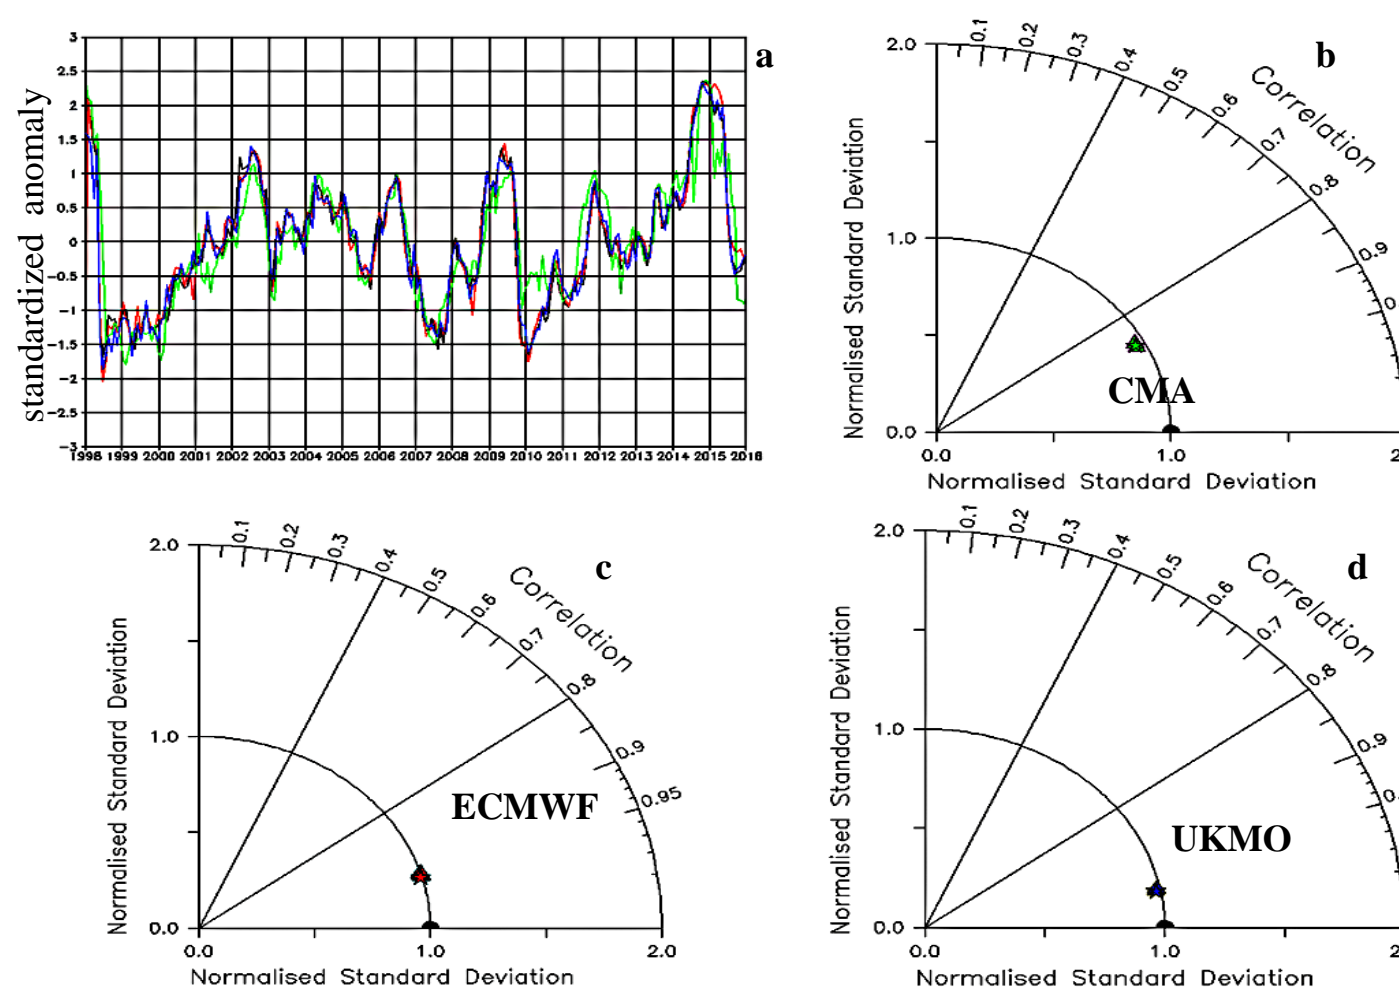 a
standardized anomaly
3
2.5
2
1.5
1
0.5
0
−0.5
−1
−1.5
−2
−2.5
−3
1998 1999 2000 2001 2002 2003 2004 2005 2006 2007 2008 2009 2010 2011 2012 2013 2014 2015 2016
b
Normalised Standard Deviation
2.0
1.0
0.0
0.1 0.2 0.3 0.4 0.5 0.6 0.7 0.8 0.9
Correlation
CMA
0.0 1.0
Normalised Standard Deviation
c
Normalised Standard Deviation
2.0
1.0
0.0
0.1 0.2 0.3 0.4 0.5 0.6 0.7 0.8 0.9 0.95
Correlation
ECMWF
0.0 1.0 2.0
Normalised Standard Deviation
d
Normalised Standard Deviation
2.0
1.0
0.0
0.1 0.2 0.3 0.4 0.5 0.6 0.7 0.8 0.9
Correlation
UKMO
0.0 1.0
Normalised Standard Deviation